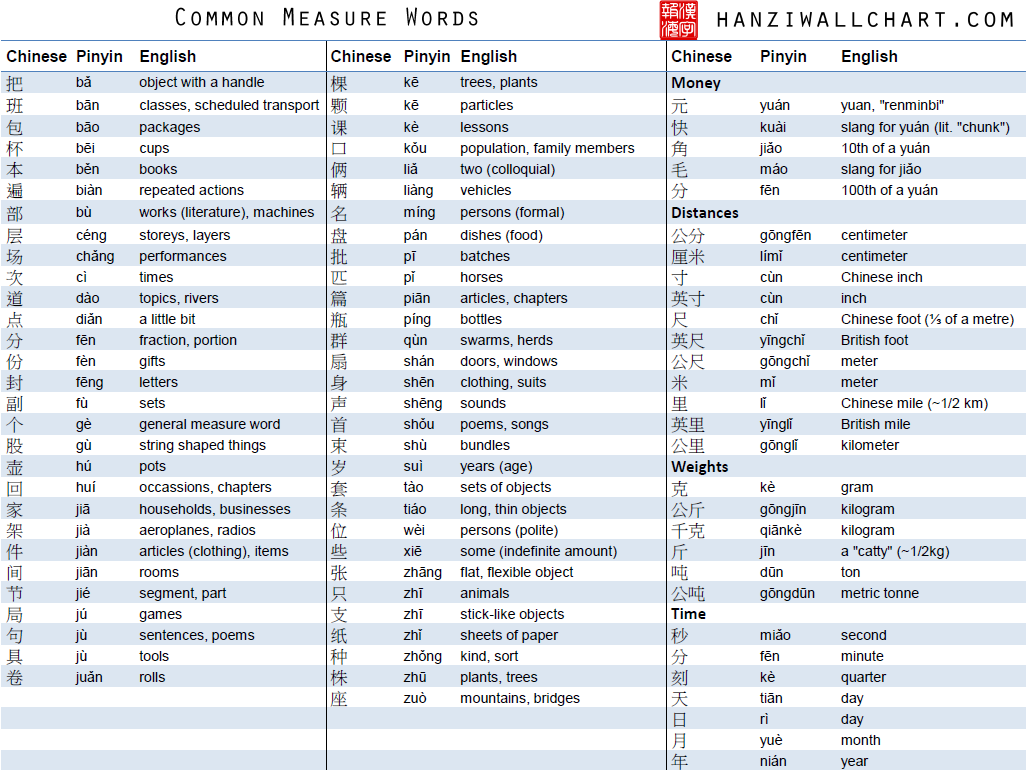 COMMON MEASURE WORDS
HANZIWALLCHART.COM
Chinese Pinyin English
把 bǎ object with a handle
班 bān classes, scheduled transport
包 bāo packages
杯 bēi cups
本 běn books
遍 biàn repeated actions
部 bù works (literature), machines
层 céng storeys, layers
场 chǎng performances
次 cì times
道 dào topics, rivers
点 diǎn a little bit
分 fēn fraction, portion
份 fèn gifts
封 fēng letters
副 fù sets
个 gè general measure word
股 gù string shaped things
壶 hú pots
回 huí occassions, chapters
家 jiā households, businesses
架 jià aeroplanes, radios
件 jiàn articles (clothing), items
间 jiān rooms
节 jié segment, part
局 jú games
句 jù sentences, poems
具 jù tools
卷 juǎn rolls
Chinese Pinyin English
棵 kē trees, plants
颗 kē particles
课 kè lessons
口 kǒu population, family members
俩 liǎ two (colloquial)
辆 liàng vehicles
名 míng persons (formal)
盘 pán dishes (food)
批 pī batches
匹 pǐ horses
篇 piān articles, chapters
瓶 píng bottles
群 qùn swarms, herds
扇 shán doors, windows
身 shēn clothing, suits
声 shēng sounds
首 shǒu poems, songs
束 shù bundles
岁 suì years (age)
套 tào sets of objects
条 tiáo long, thin objects
位 wèi persons (polite)
些 xiē some (indefinite amount)
张 zhāng flat, flexible object
只 zhī animals
支 zhī stick-like objects
纸 zhǐ sheets of paper
种 zhǒng kind, sort
株 zhū plants, trees
座 zuò mountains, bridges
Chinese Pinyin English
Money
元 yuán yuan, "renminbi"
快 kuài slang for yuán (lit. "chunk")
角 jiǎo 10th of a yuán
毛 máo slang for jiǎo
分 fēn 100th of a yuán
Distances
公分 gōngfēn centimeter
厘米 límǐ centimeter
寸 cùn Chinese inch
英寸 cùn inch
尺 chǐ Chinese foot (⅓ of a metre)
英尺 yīngchǐ British foot
公尺 gōngchǐ meter
米 mǐ meter
里 lǐ Chinese mile (~1/2 km)
英里 yīnglǐ British mile
公里 gōnglǐ kilometer
Weights
克 kè gram
公斤 gōngjīn kilogram
千克 qiānkè kilogram
斤 jīn a "catty" (~1/2kg)
吨 dūn ton
公吨 gōngdūn metric tonne
Time
秒 miǎo second
分 fēn minute
刻 kè quarter
天 tiān day
日 rì day
月 yuè month
年 nián year